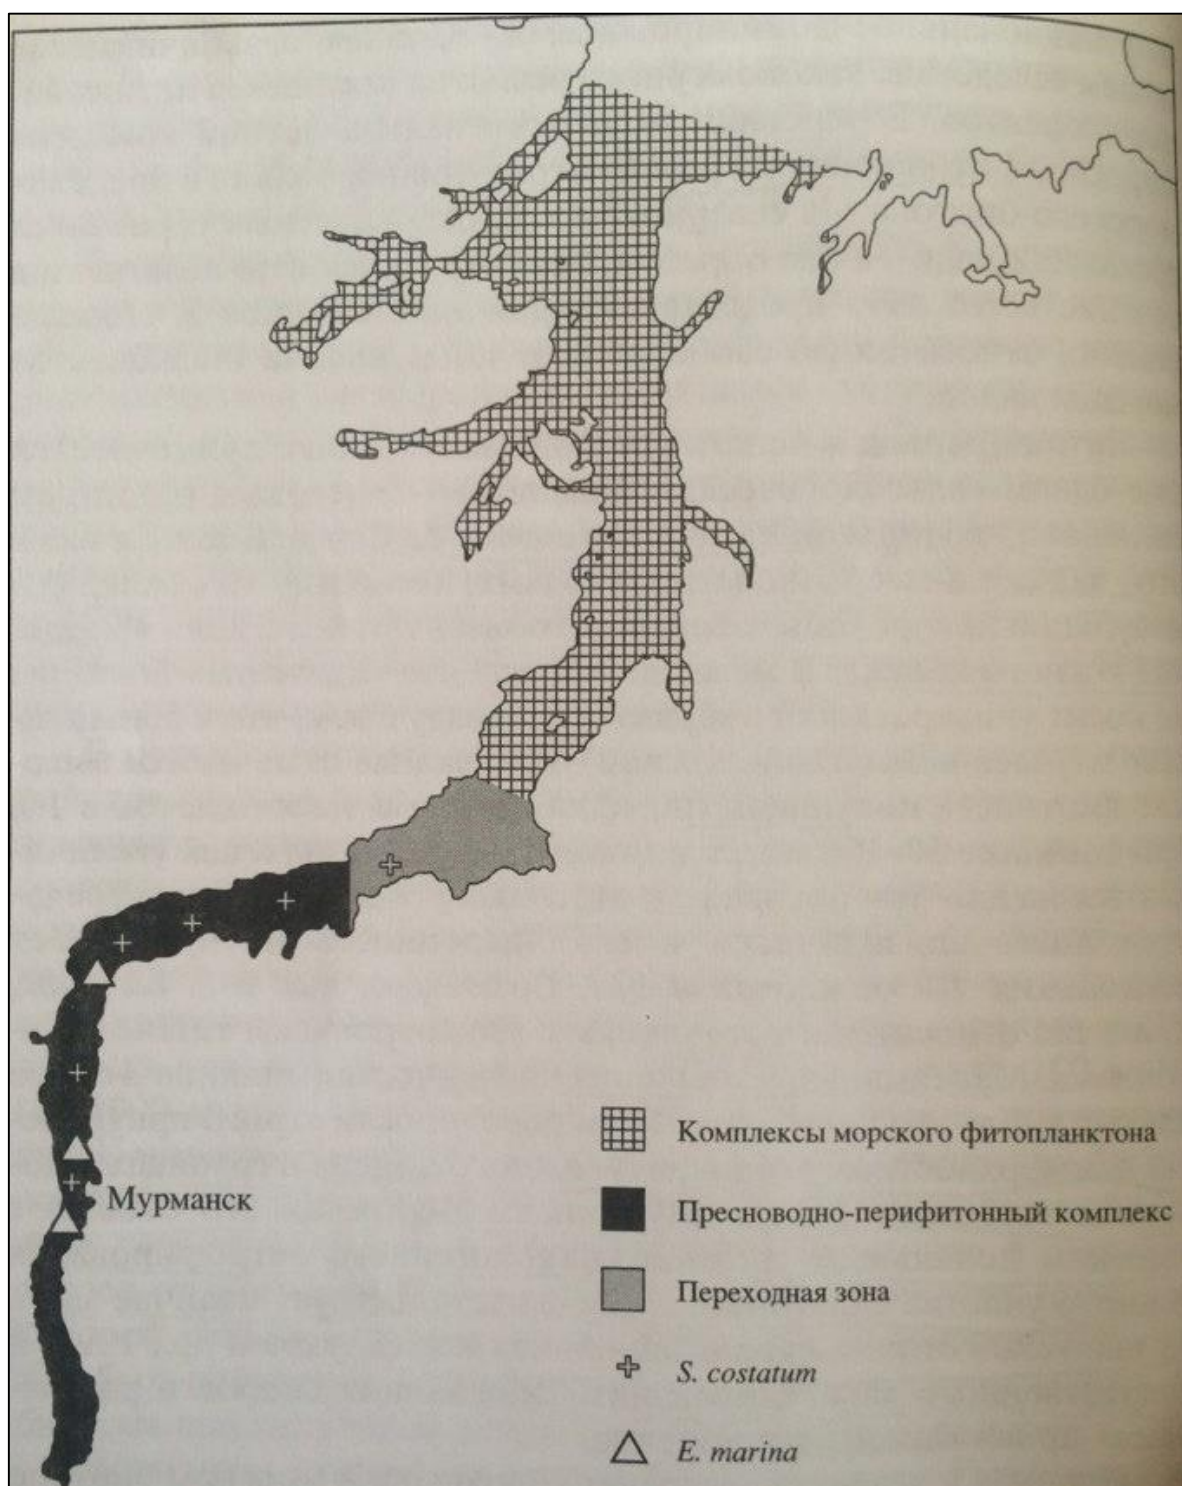 Мурманск
Комплексы морского фитопланктона
Пресноводно-перифитонный комплекс
Переходная зона
S. costatum
E. marina